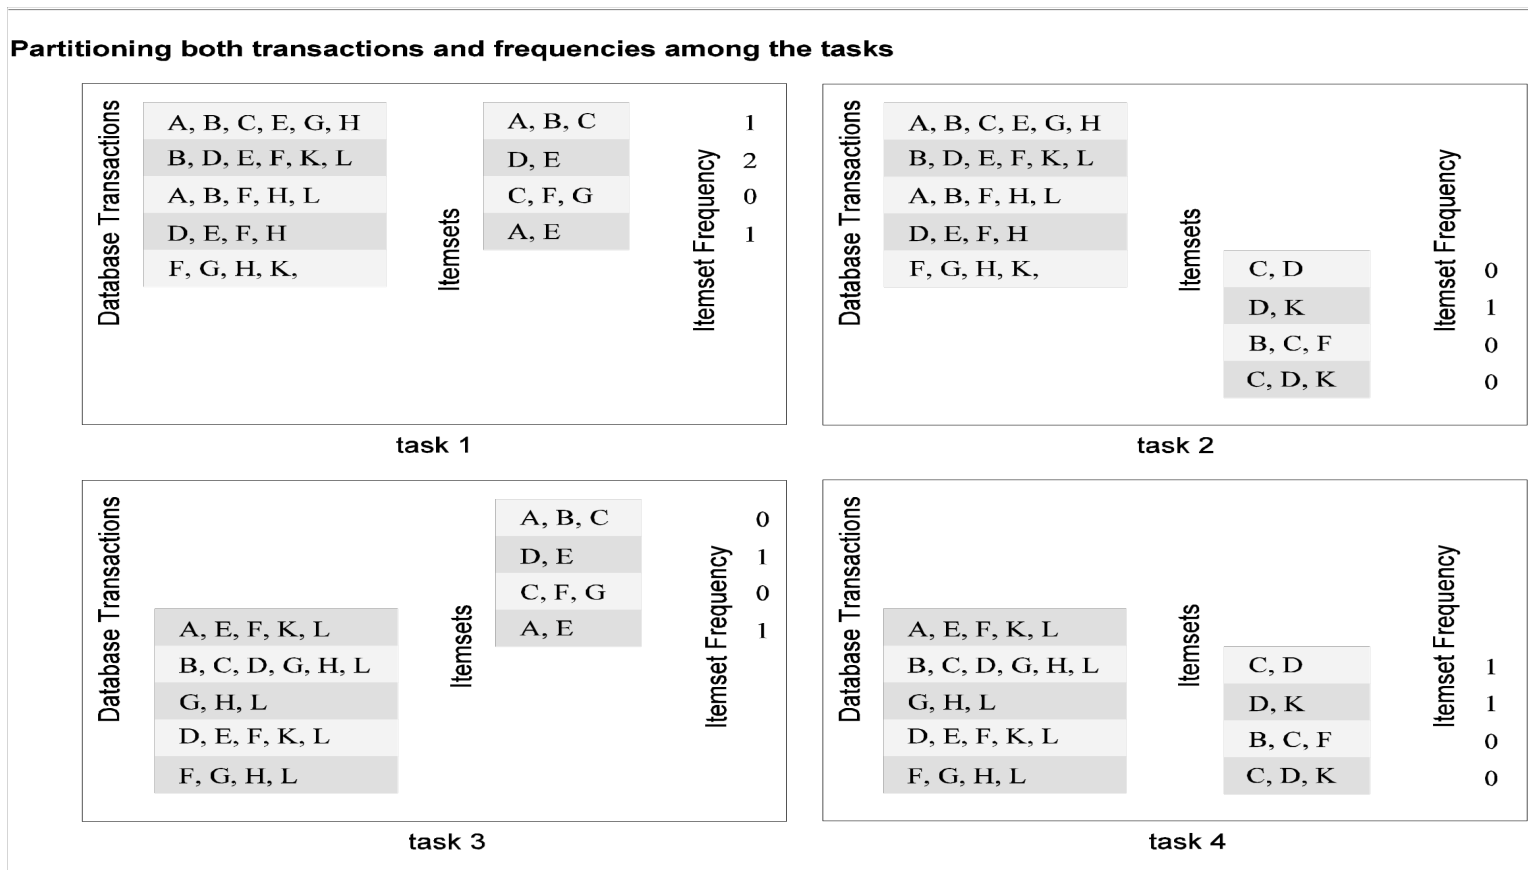 Partitioning both transactions and frequencies among the tasks
Database Transactions
A, B, C, E, G, H
B, D, E, F, K, L
A, B, F, H, L
D, E, F, H
F, G, H, K,
Itemsets
A, B, C
D, E
C, F, G
A, E
Itemset Frequency
1
2
0
1
task 1
Database Transactions
A, B, C, E, G, H
B, D, E, F, K, L
A, B, F, H, L
D, E, F, H
F, G, H, K,
Itemsets
C, D
D, K
B, C, F
C, D, K
Itemset Frequency
0
1
0
0
task 2
Database Transactions
A, E, F, K, L
B, C, D, G, H, L
G, H, L
D, E, F, K, L
F, G, H, L
Itemsets
A, B, C
D, E
C, F, G
A, E
Itemset Frequency
0
1
0
1
task 3
Database Transactions
A, E, F, K, L
B, C, D, G, H, L
G, H, L
D, E, F, K, L
F, G, H, L
Itemsets
C, D
D, K
B, C, F
C, D, K
Itemset Frequency
1
1
0
0
task 4